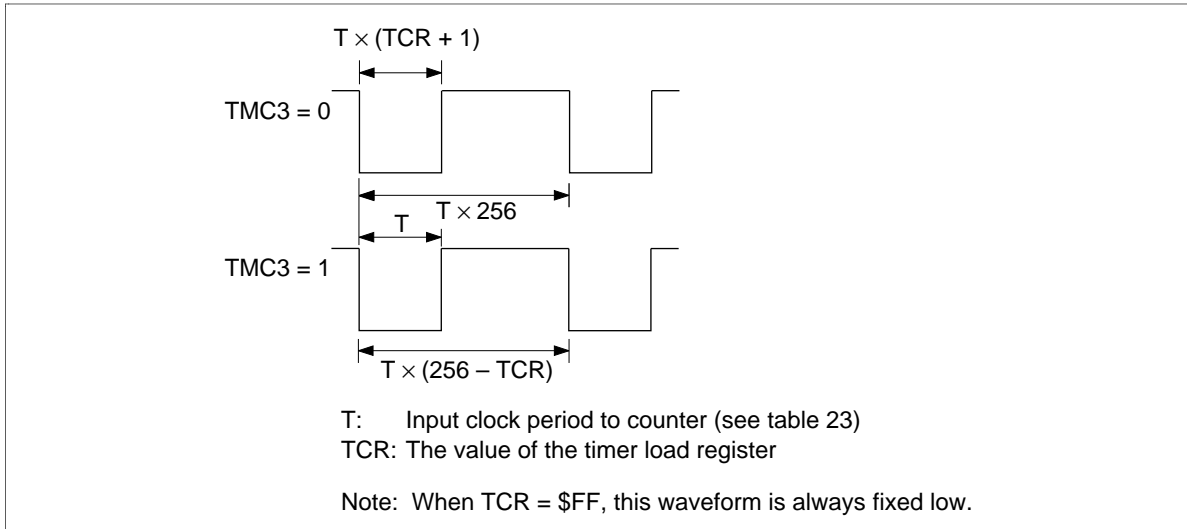 T × (TCR + 1)
TMC3 = 0
T × 256
T
TMC3 = 1
T × (256 – TCR)
T: Input clock period to counter (see table 23)
TCR: The value of the timer load register
Note: When TCR = $FF, this waveform is always fixed low.